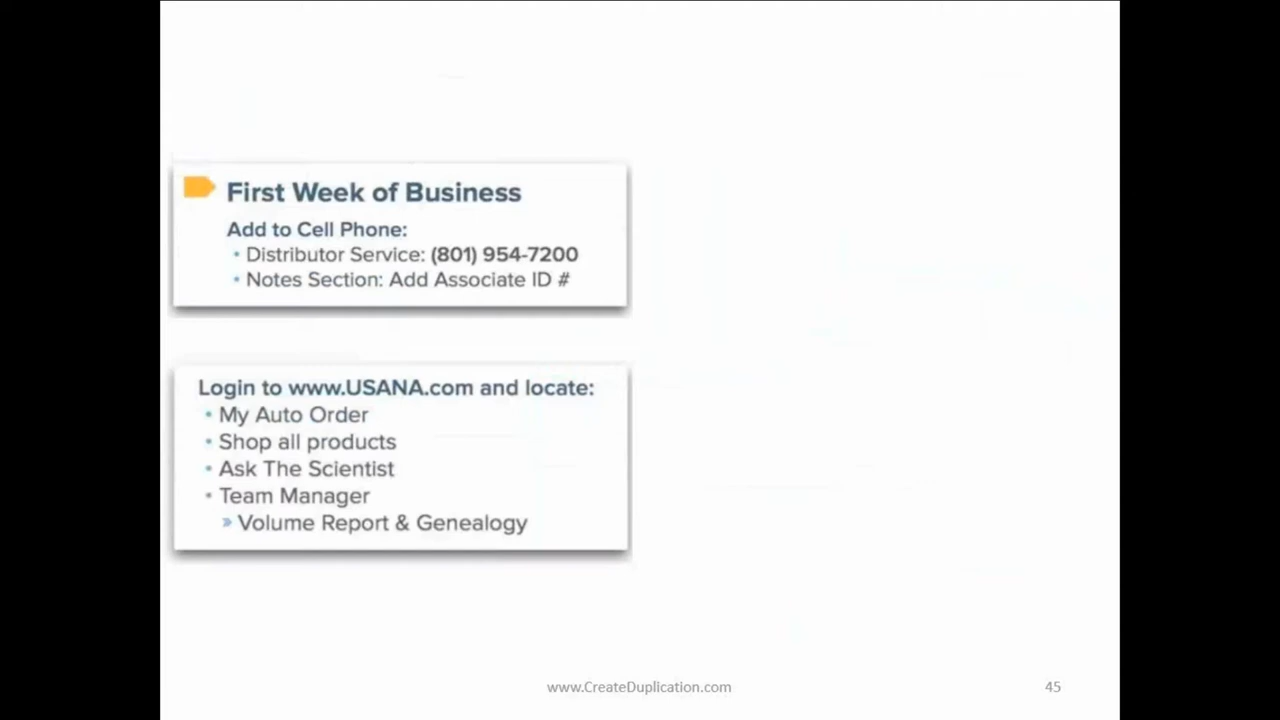 First Week of Business
Add to Cell Phone:
• Distributor Service: (801) 954-7200
• Notes Section: Add Associate ID #
Login to www.USANA.com and locate:
• My Auto Order
• Shop all products
• Ask The Scientist
• Team Manager
» Volume Report & Genealogy
www.CreateDuplication.com
45